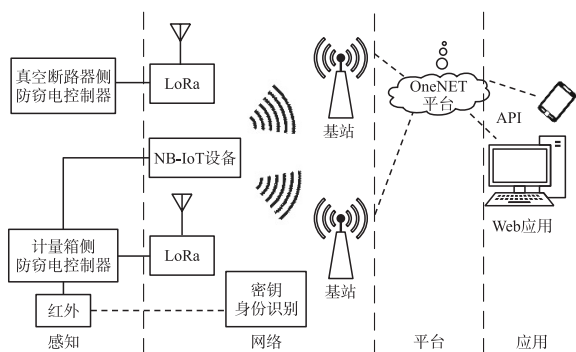 真空断路器侧
防窃电控制器
LoRa
基站
OneNET
平台
API
NB-IoT设备
Web应用
计量箱侧
防窃电控制器
LoRa
基站
红外
密钥
身份识别
感知
网络
平台
应用